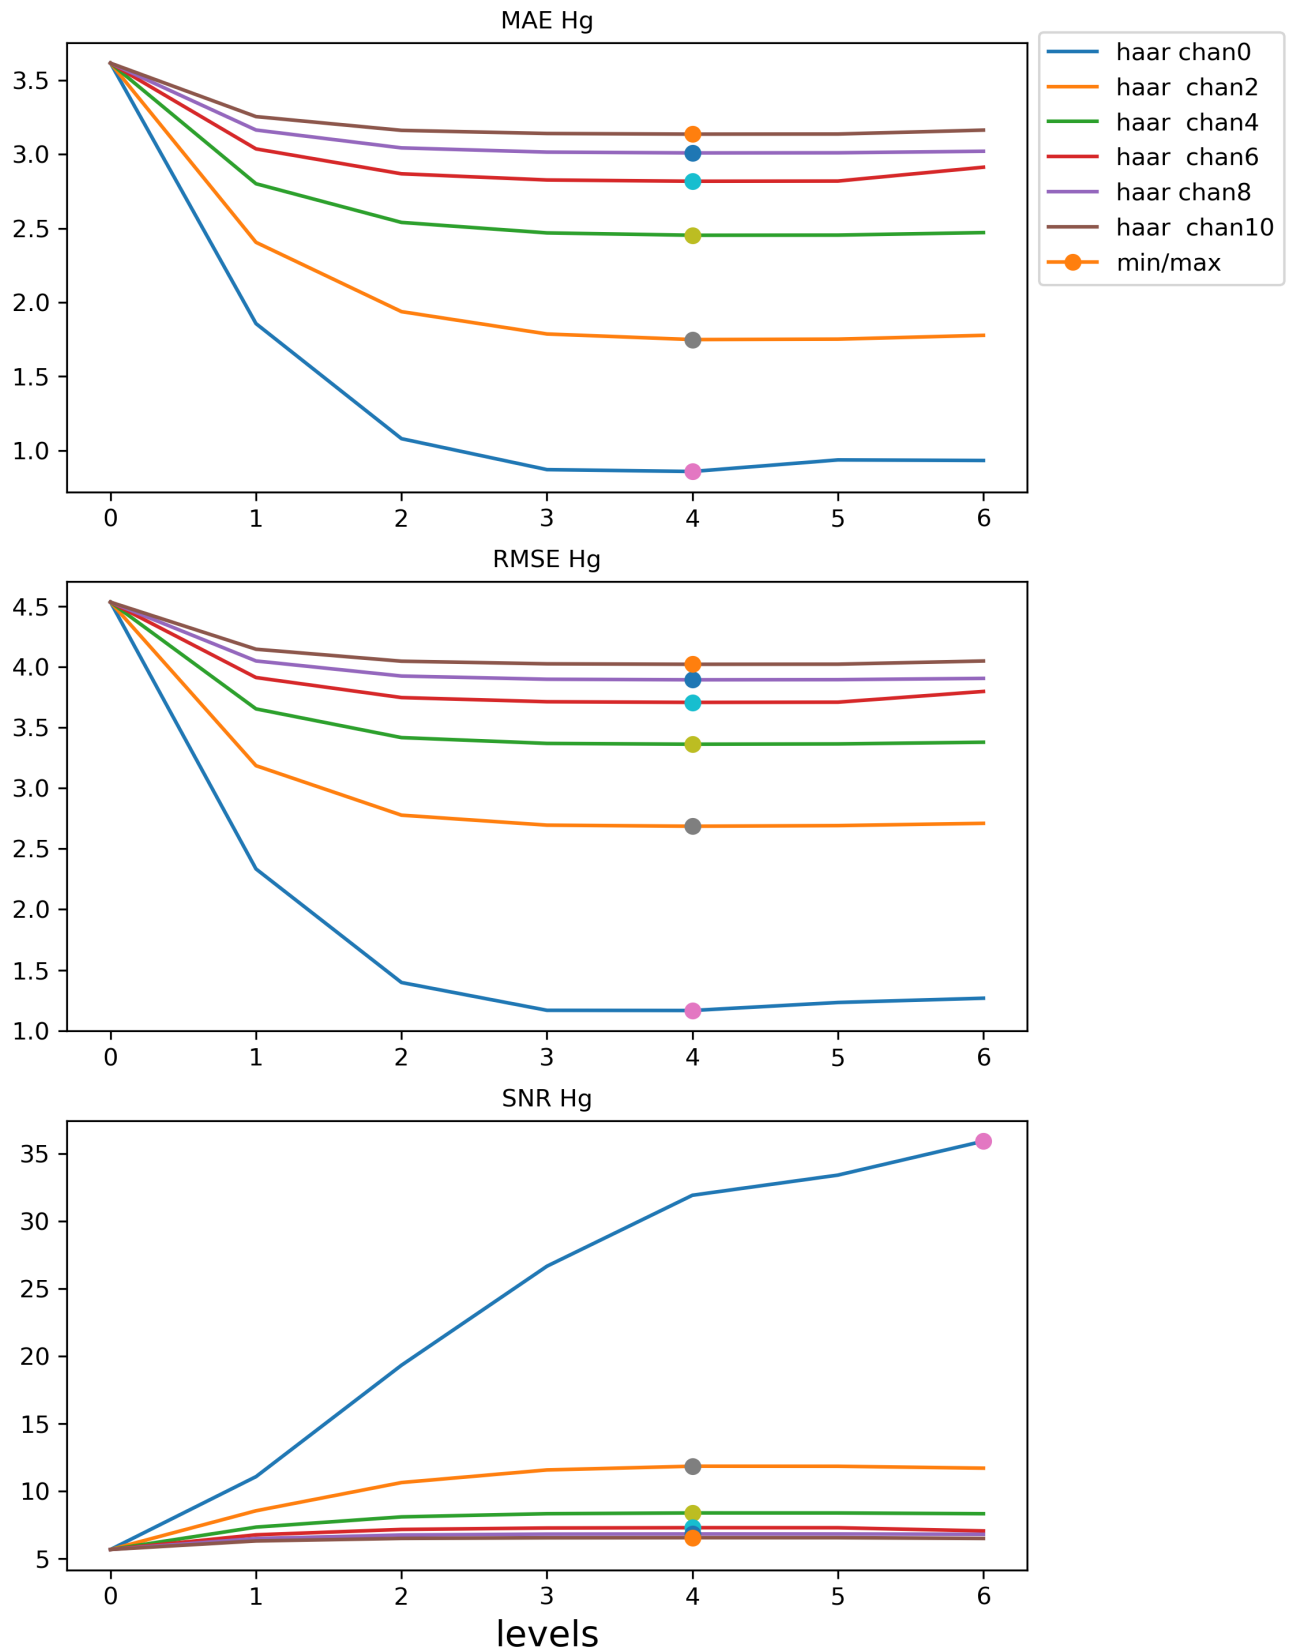 MAE Hg
3.5
3.0
2.5
2.0
1.5
1.0
0 1 2 3 4 5 6
haar chan0
haar  chan2
haar  chan4
haar  chan6
haar chan8
haar  chan10
min/max
RMSE Hg
4.5
4.0
3.5
3.0
2.5
2.0
1.5
1.0
0 1 2 3 4 5 6
SNR Hg
35
30
25
20
15
10
5
0 1 2 3 4 5 6
levels